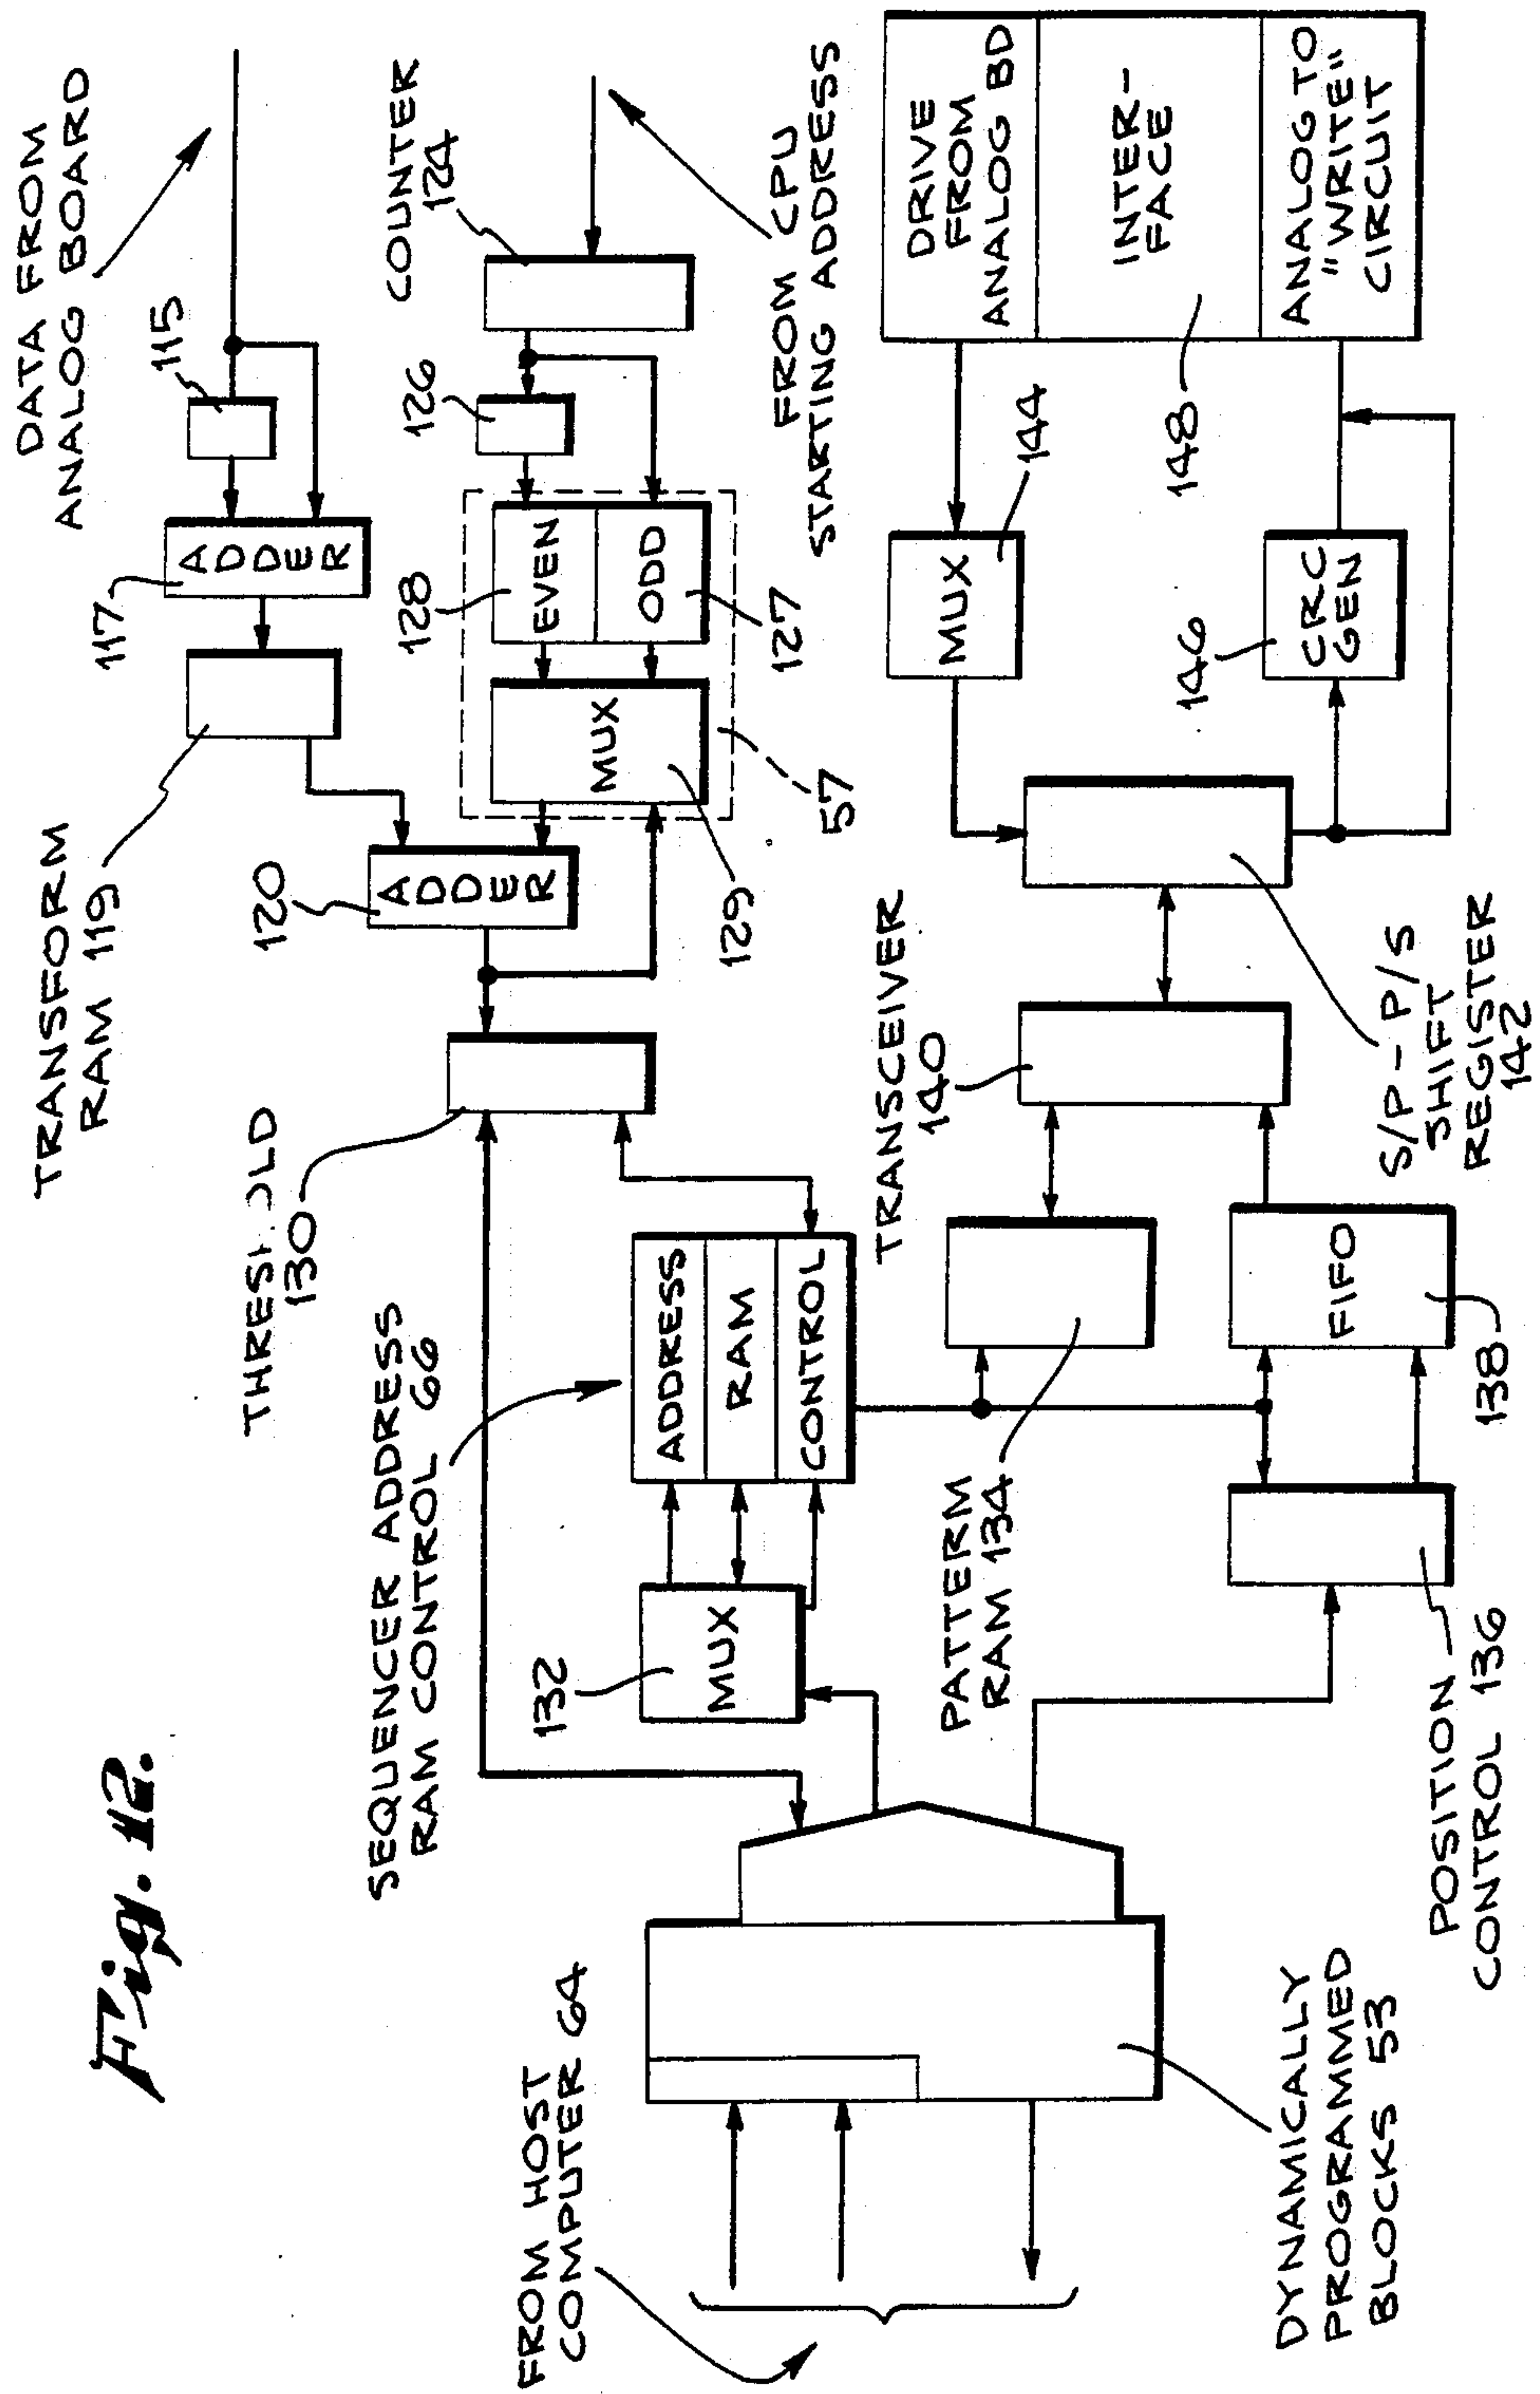 Fig. 12.
DATA FROM
ANALOG BOARD
115
117
ADDER
TRANSFORM
RAM 119
COUNTER
124
126
128
EVEN
ODD
127
MUX
129
57
120
ADDER
FROM CPU
STARTING ADDRESS
THRES
LD
130
SEQUENCER ADDRESS
RAM CONTROL 66
ADDRESS
RAM
CONTROL
132
MUX
FROM HOST
COMPUTER 64
DYNAMICALLY
PROGRAMMED
BLOCKS 53
PATTERM
RAM 134
POSITION
CONTROL 136
FIFO
138
TRANSCEIVER
140
S/P-P/S
SHIFT
REGISTER
142
MUX
144
146
CRC
GEN
148
DRIVE
FROM
ANALOG BD
INTER-
FACE
ANALOG TO
"WRITE"
CIRCUIT